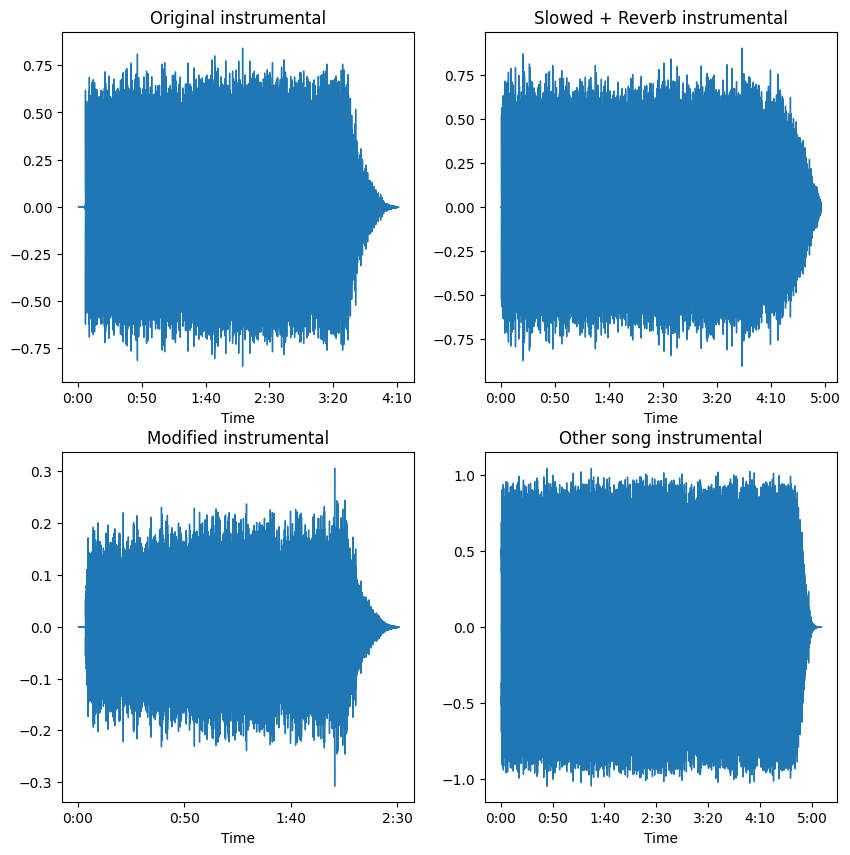 Original instrumental
0.75
0.50
0.25
0.00
−0.25
−0.50
−0.75
0:00 0:50 1:40 2:30 3:20 4:10
Time
Slowed + Reverb instrumental
0.75
0.50
0.25
0.00
−0.25
−0.50
−0.75
0:00 0:50 1:40 2:30 3:20 4:10 5:00
Time
Modified instrumental
0.3
0.2
0.1
0.0
−0.1
−0.2
−0.3
0:00 0:50 1:40 2:30
Time
Other song instrumental
1.0
0.5
0.0
−0.5
−1.0
0:00 0:50 1:40 2:30 3:20 4:10 5:00
Time